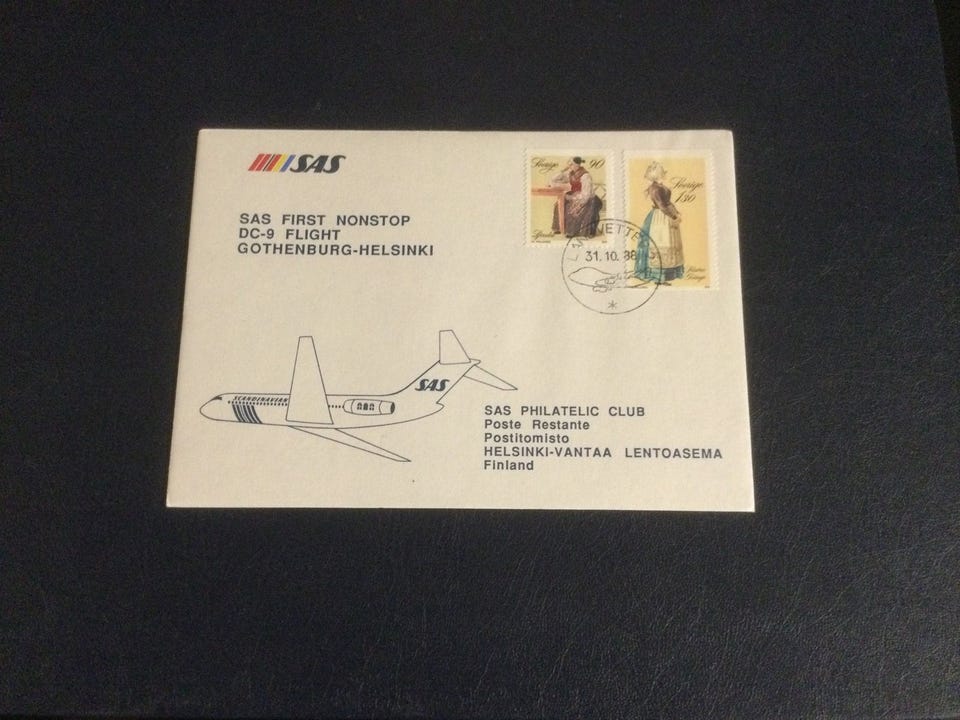 SAS
SAS FIRST NONSTOP
DC-9 FLIGHT
GOTHENBURG-HELSINKI
Sverige 90
Sverige
130
31.10.88
SCANDINAVIAN
SAS
SAS PHILATELIC CLUB
Poste Restante
Postitomisto
HELSINKI-VANTAA LENTOASEMA
Finland